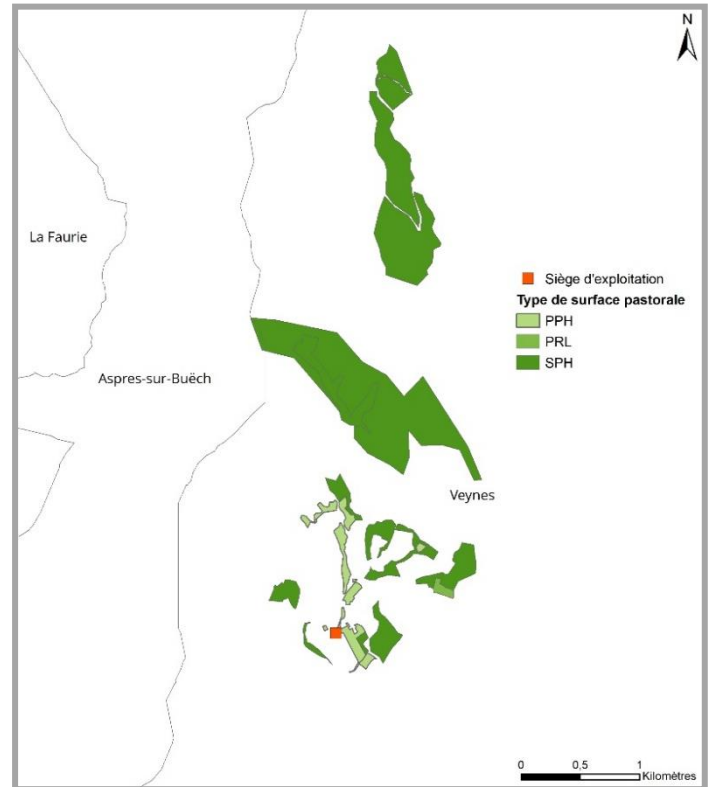 N
La Faurie
Siège d'exploitation
Type de surface pastorale
PPH
PRL
SPH
Aspres-sur-Buëch
Veynes
0 0,5 1
Kilomètres